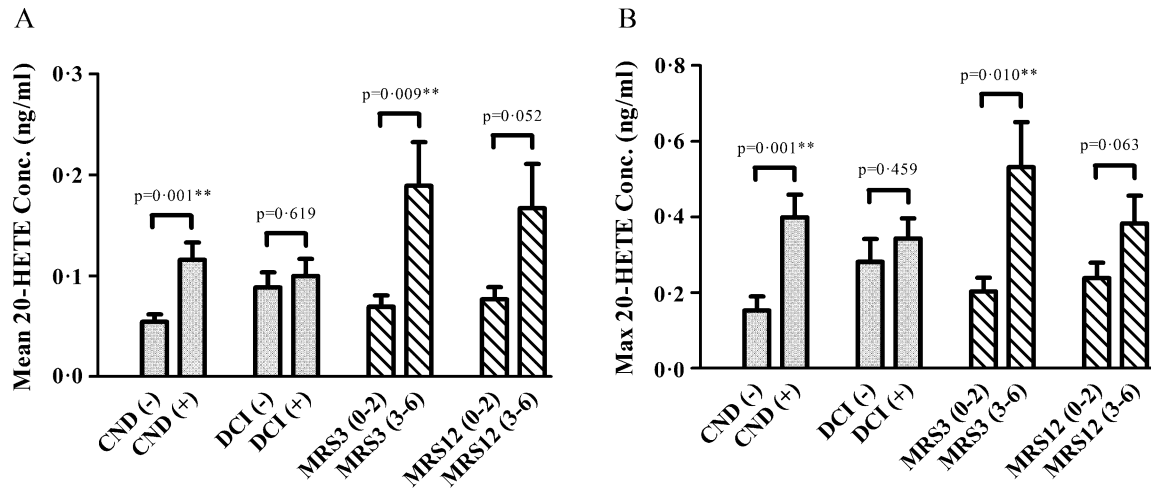 A
Mean 20-HETE Conc. (ng/ml)
0·3
0·2
0·1
0·0
p=0·001**
p=0·619
p=0·009**
p=0·052
CND (-)
CND (+)
DCI (-)
DCI (+)
MRS3 (0-2)
MRS3 (3-6)
MRS12 (0-2)
MRS12 (3-6)
B
Max 20-HETE Conc. (ng/ml)
0·8
0·6
0·4
0·2
0·0
p=0·001**
p=0·459
p=0·010**
p=0·063
CND (-)
CND (+)
DCI (-)
DCI (+)
MRS3 (0-2)
MRS3 (3-6)
MRS12 (0-2)
MRS12 (3-6)